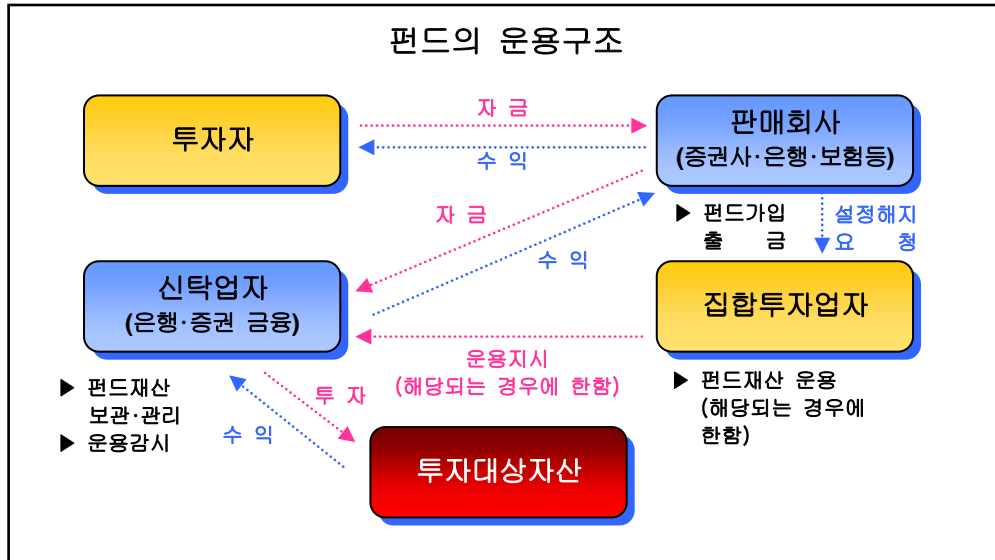 펀드의 운용구조
투자자
자 금
수 익
판매회사
(증권사·은행·보험등)
▶ 펀드가입
출 금
설정해지
요 청
자 금
수 익
신탁업자
(은행·증권 금융)
집합투자업자
운용지시
(해당되는 경우에 한함)
▶ 펀드재산
보관·관리
▶ 운용감시
투 자
수 익
▶ 펀드재산 운용
(해당되는 경우에
한함)
투자대상자산